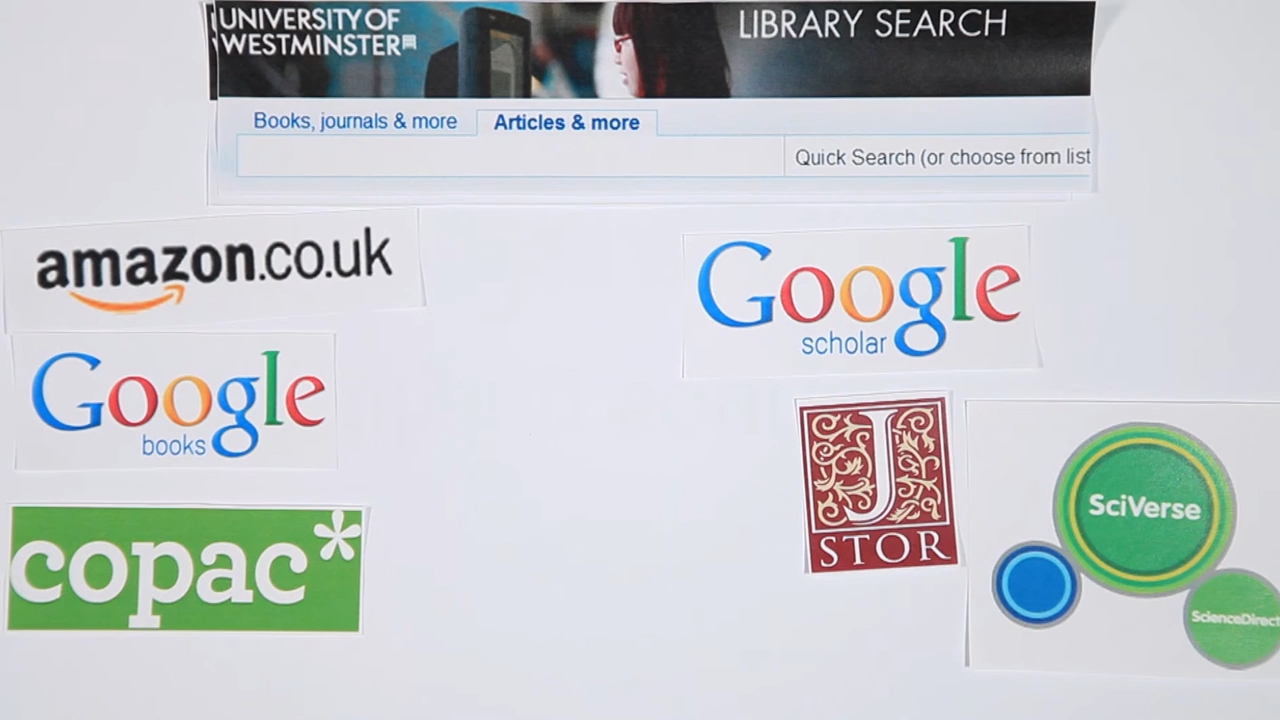 UNIVERSITY OF
WESTMINSTER
LIBRARY SEARCH
Books, journals & more
Articles & more
Quick Search (or choose from list
amazon.co.uk
Google
scholar
Google
books
J
STOR
SciVerse
ScienceDirect
copac*